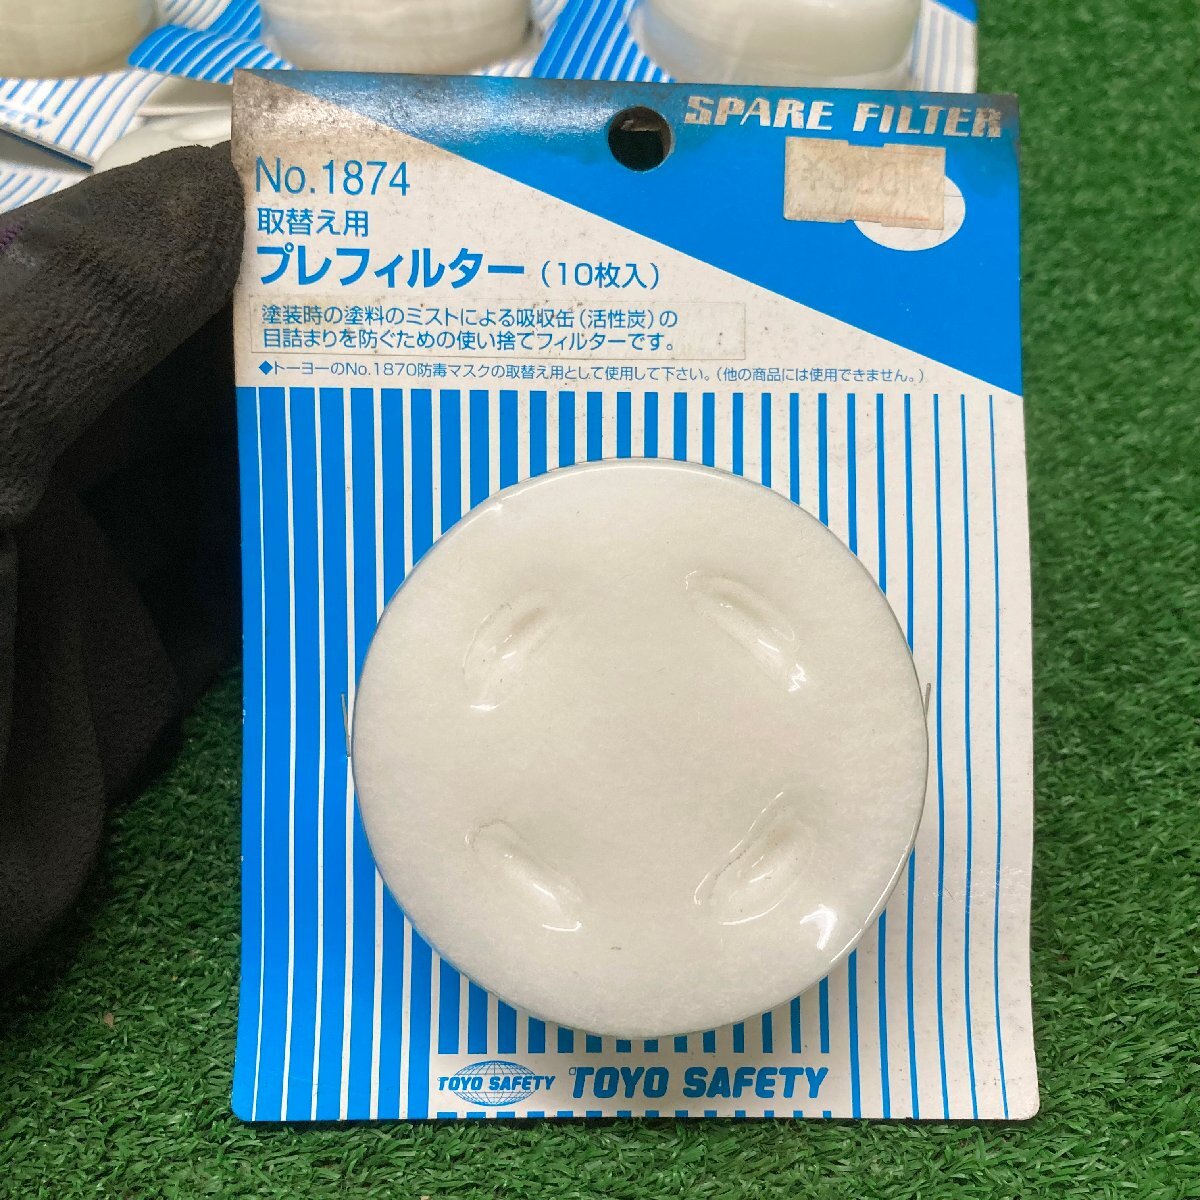 SPARE FILTER
No.1874
取替え用
プレフィルター(10枚入)
塗装時の塗料のミストによる吸収缶(活性炭)の
目詰まりを防ぐための使い捨てフィルターです。
◆トーヨーのNo.1870防毒マスクの取替え用として使用して下さい。(他の商品には使用できません。)
TOYO SAFETY
TOYO SAFETY